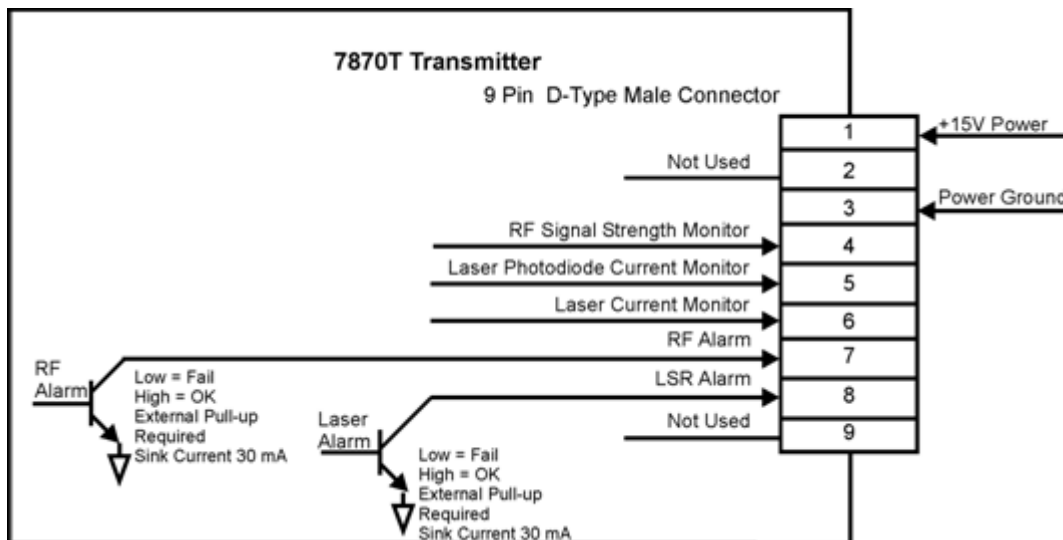 7870T Transmitter
9 Pin D-Type Male Connector
1
+15V Power
Not Used
2
3
Power Ground
RF Signal Strength Monitor
4
Laser Photodiode Current Monitor
5
Laser Current Monitor
6
RF Alarm
7
LSR Alarm
8
Not Used
9
RF
Alarm
Low = Fail
High = OK
External Pull-up
Required
Sink Current 30 mA
Laser
Alarm
Low = Fail
High = OK
External Pull-up
Required
Sink Current 30 mA